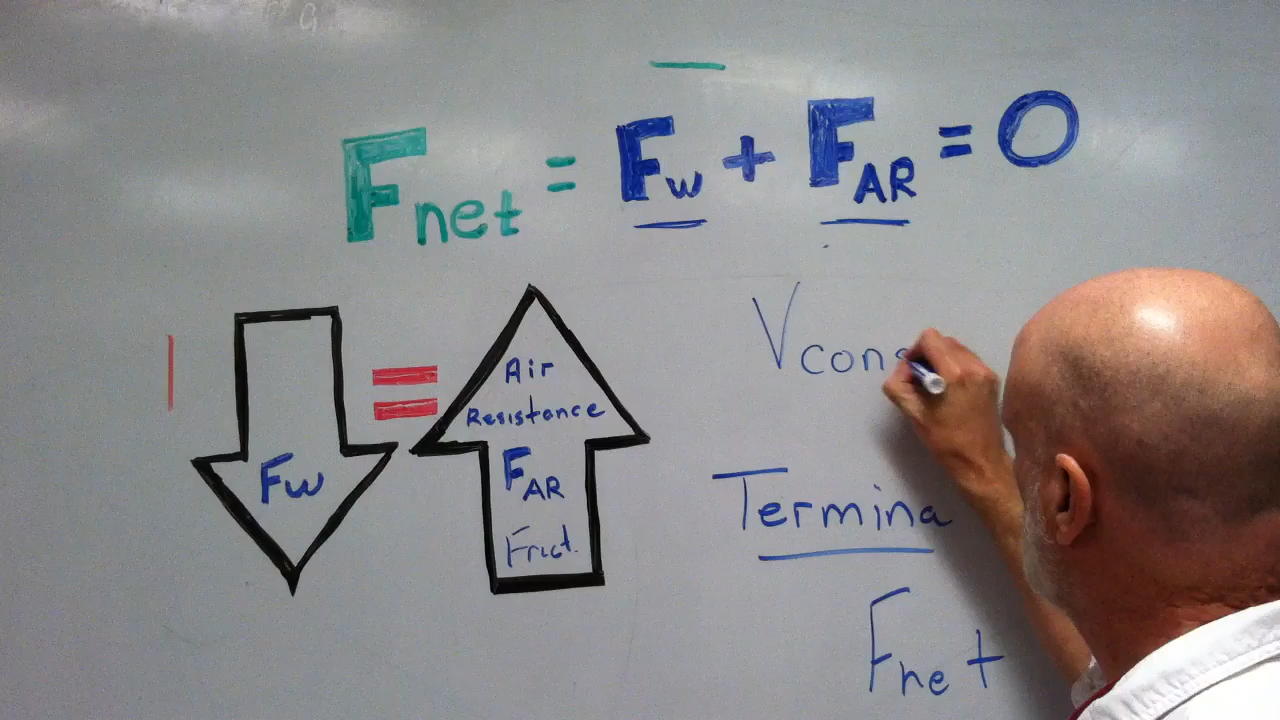 Fnet = Fw + FAR = 0
Fw
=
Air
Resistance
FAR
Frict.
Vcons
Termina
Fnet